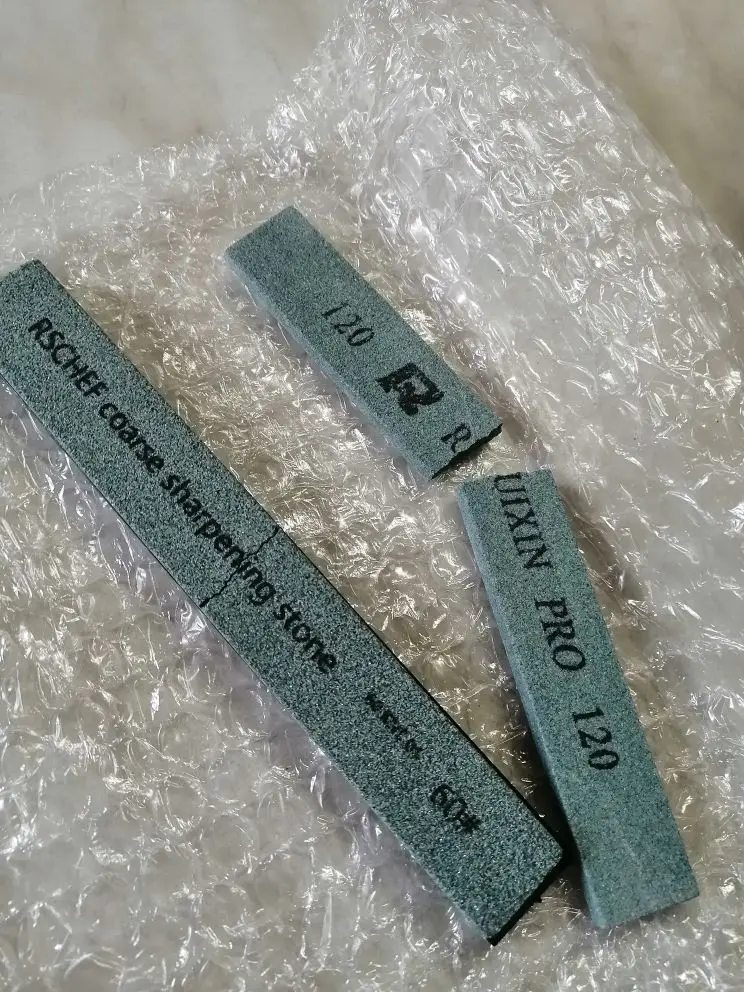 RSCHEF coarse sharpening stone
60#
120 R
UIXIN PRO 120